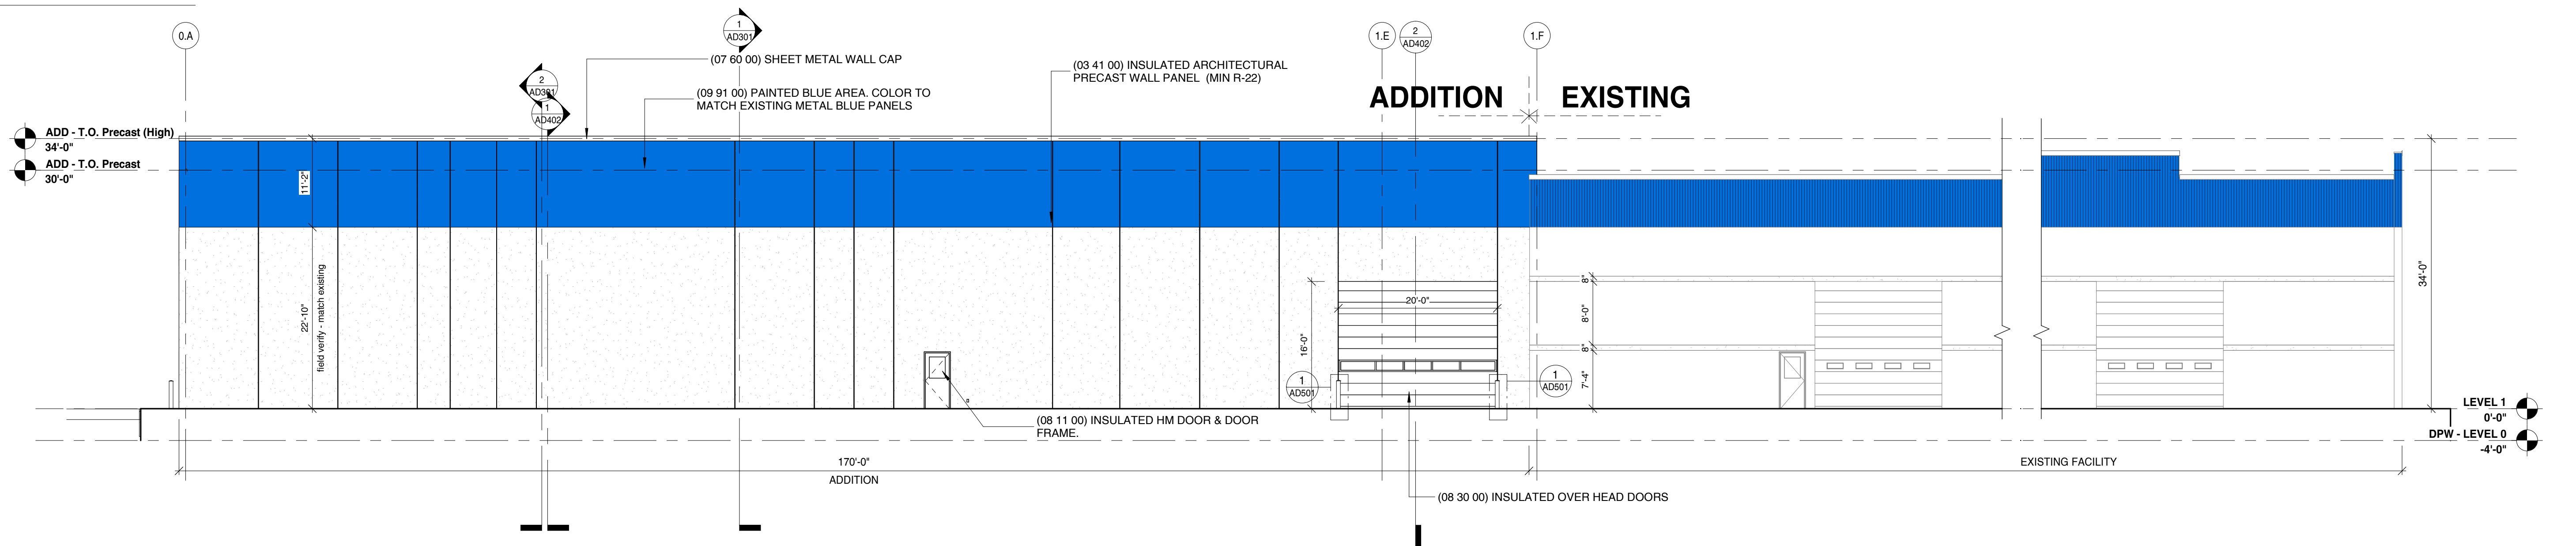 0.A
1
AD301
1.E
2
AD402
1.F
(07 60 00) SHEET METAL WALL CAP
(03 41 00) INSULATED ARCHITECTURAL
PRECAST WALL PANEL (MIN R-22)
2
AD301
(09 91 00) PAINTED BLUE AREA. COLOR TO
MATCH EXISTING METAL BLUE PANELS
ADDITION
EXISTING
1
AD402
ADD - T.O. Precast (High)
34'-0"
ADD - T.O. Precast
30'-0"
11'-2"
22'-10"
field verify - match existing
16'-0"
20'-0"
8"
8'-0"
8"
7'-4"
34'-0"
1
AD501
1
AD501
LEVEL 1
0'-0"
(08 11 00) INSULATED HM DOOR & DOOR
FRAME.
DPW - LEVEL 0
-4'-0"
170'-0"
ADDITION
EXISTING FACILITY
(08 30 00) INSULATED OVER HEAD DOORS